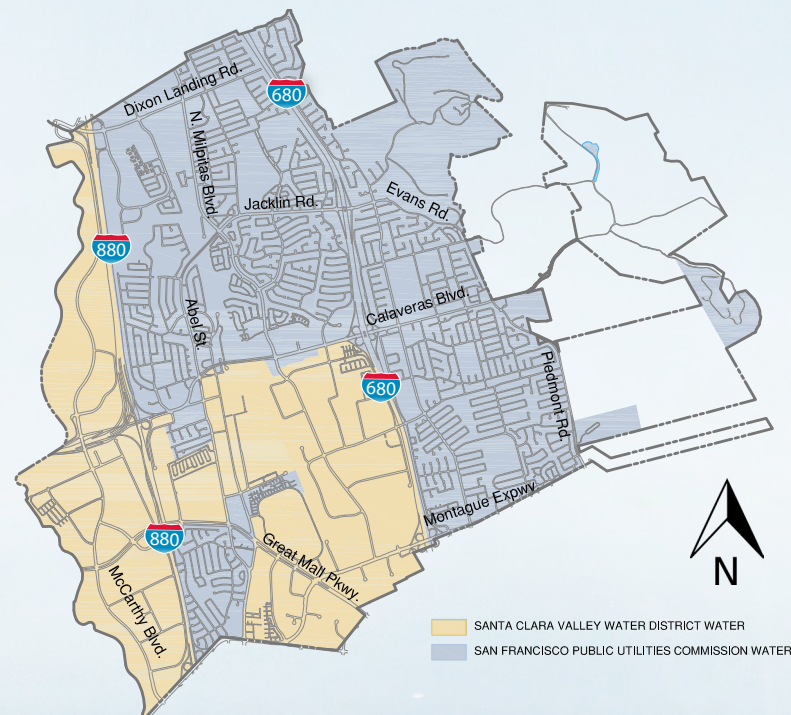 Dixon Landing Rd.
680
N. Milpitas Blvd.
Jacklin Rd.
Evans Rd.
880
Abel St.
Calaveras Blvd.
680
Piedmont Rd.
Montague Expwy
880
Great Mall Pkwy.
McCarthy Blvd.
N
SANTA CLARA VALLEY WATER DISTRICT WATER
SAN FRANCISCO PUBLIC UTILITIES COMMISSION WATER